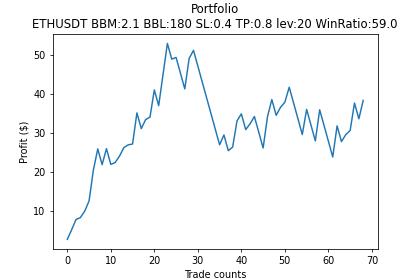 Portfolio
ETHUSDT BBM:2.1 BBL:180 SL:0.4 TP:0.8 lev:20 WinRatio:59.0
Profit ($)
50
40
30
20
10
0 10 20 30 40 50 60 70
Trade counts